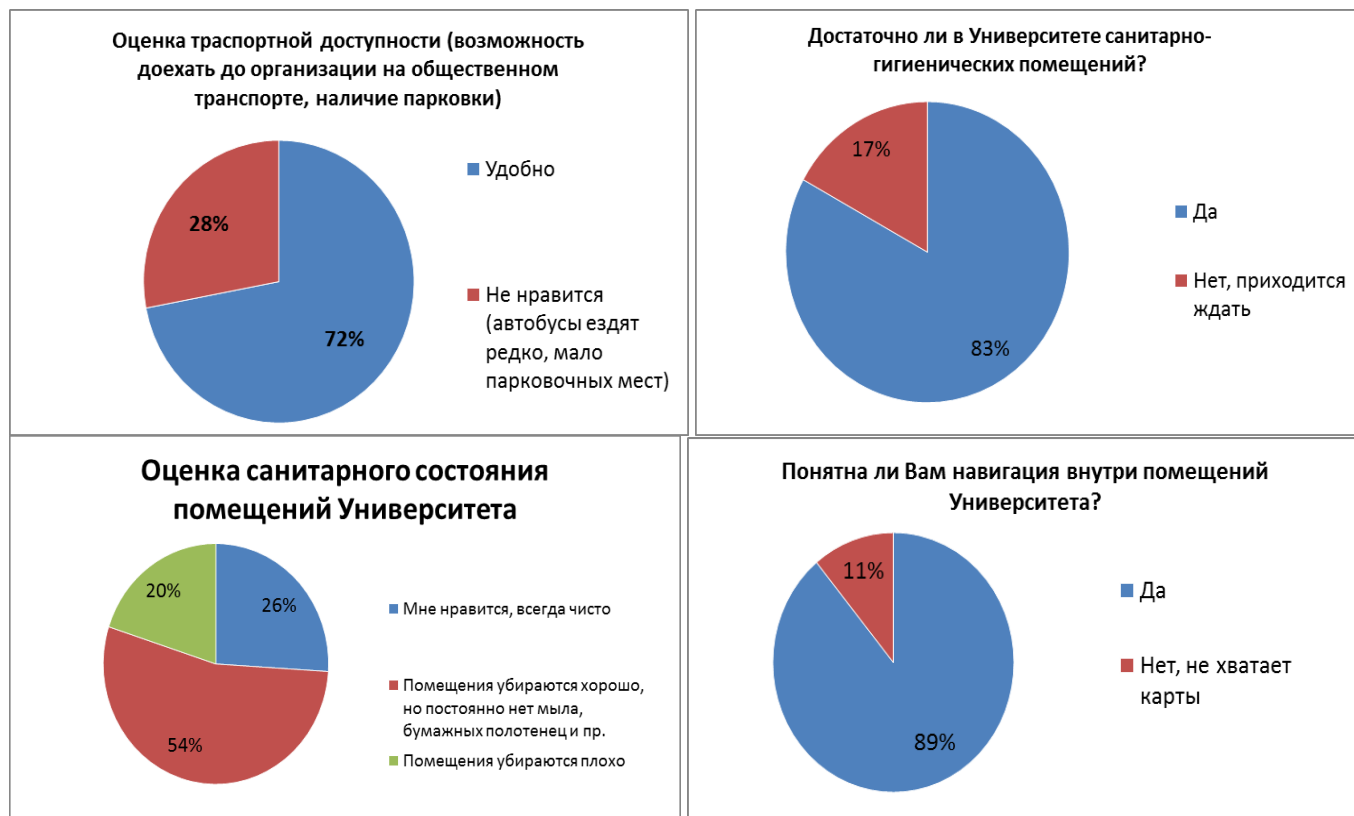 Оценка траспортной доступности (возможность
доехать до организации на общественном
транспорте, наличие парковки)
28%
72%
Удобно
Не нравится
(автобусы ездят
редко, мало
парковочных мест)
Достаточно ли в Университете санитарно-
гигиенических помещений?
17%
83%
Да
Нет, приходится
ждать
Оценка санитарного состояния
помещений Университета
20%
26%
54%
Мне нравится, всегда чисто
Помещения убираются хорошо,
но постоянно нет мыла,
бумажных полотенец и пр.
Помещения убираются плохо
Понятна ли Вам навигация внутри помещений
Университета?
11%
89%
Да
Нет, не хватает
карты